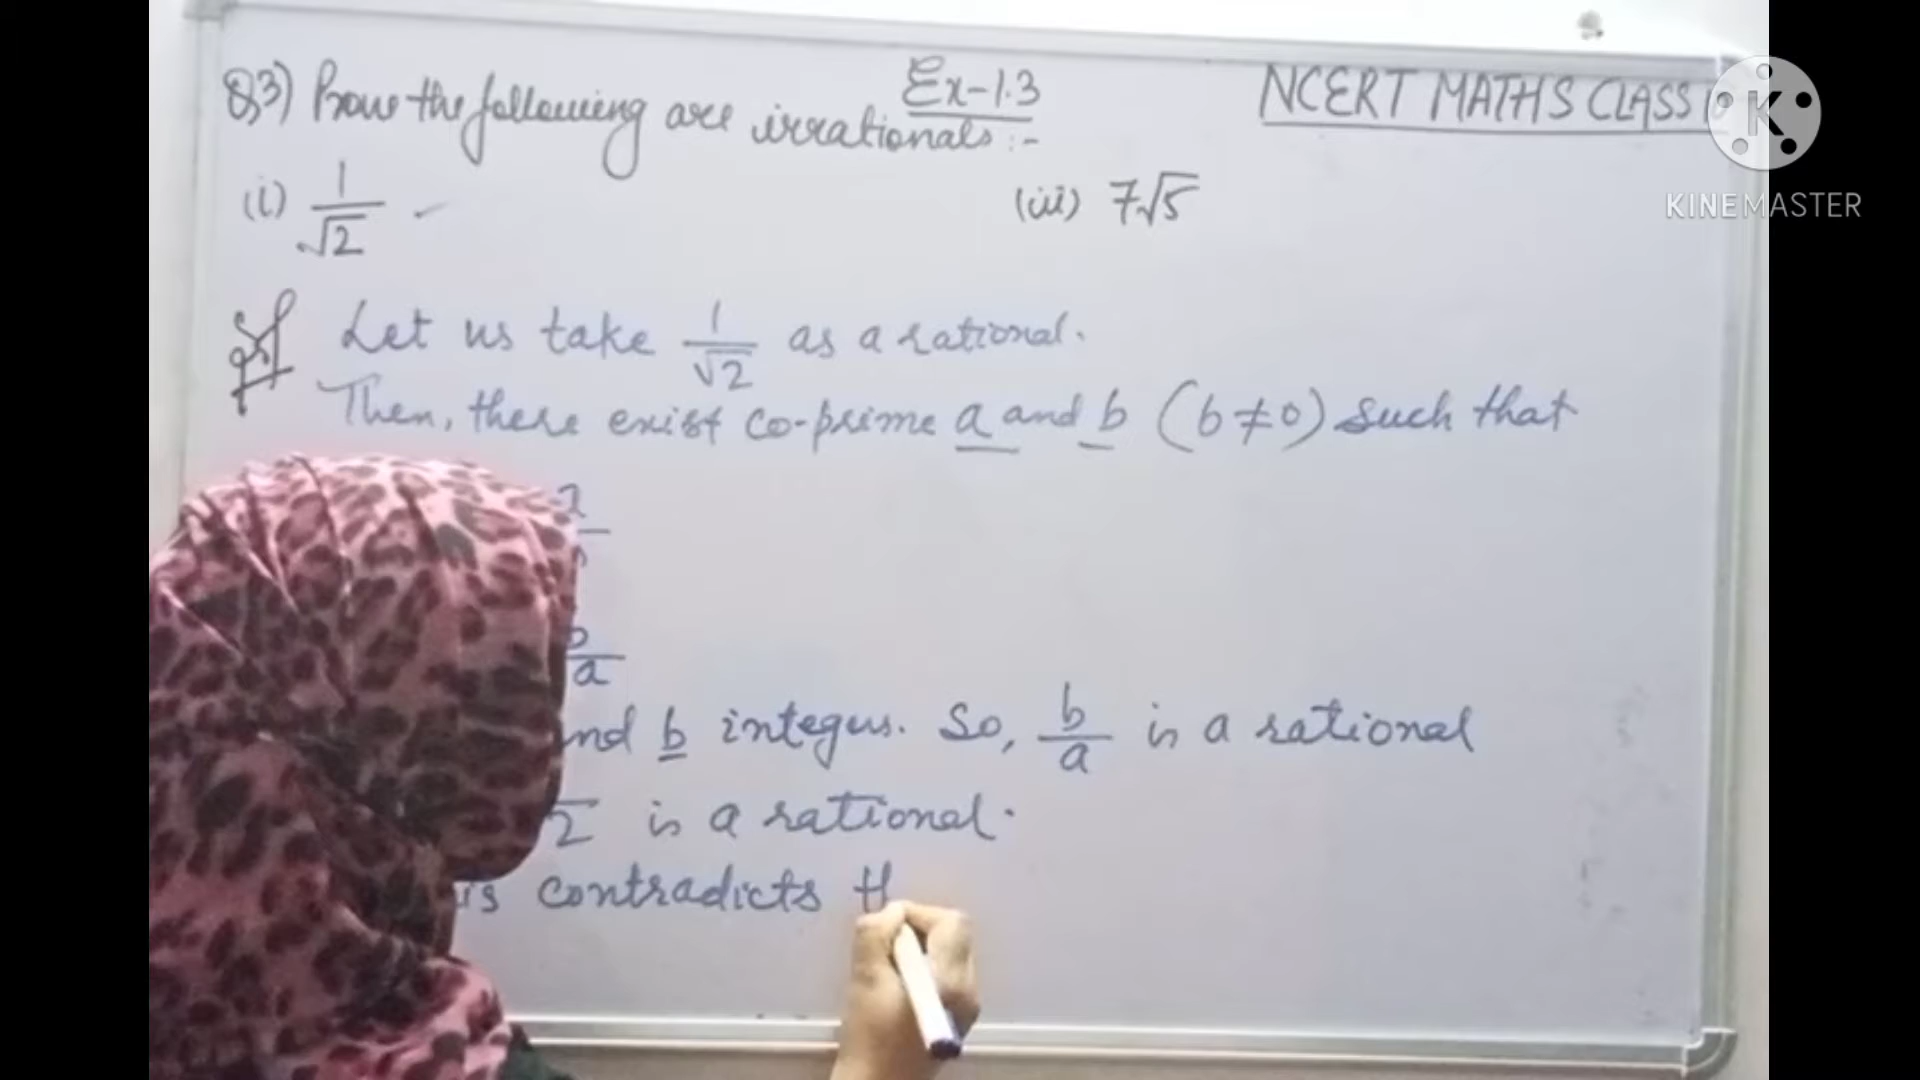 Ex-1.3
NCERT MATHS CLASS
Q3) Prove the following are irrationals :-
(i) 1/√2 (iii) 7√5
Sol Let us take 1/√2 as a rational.
Then, there exist co-prime a and b (b≠0) such that
a
b integers. So, b/a is a rational
2 is a rational.
contradicts
KINEMASTER